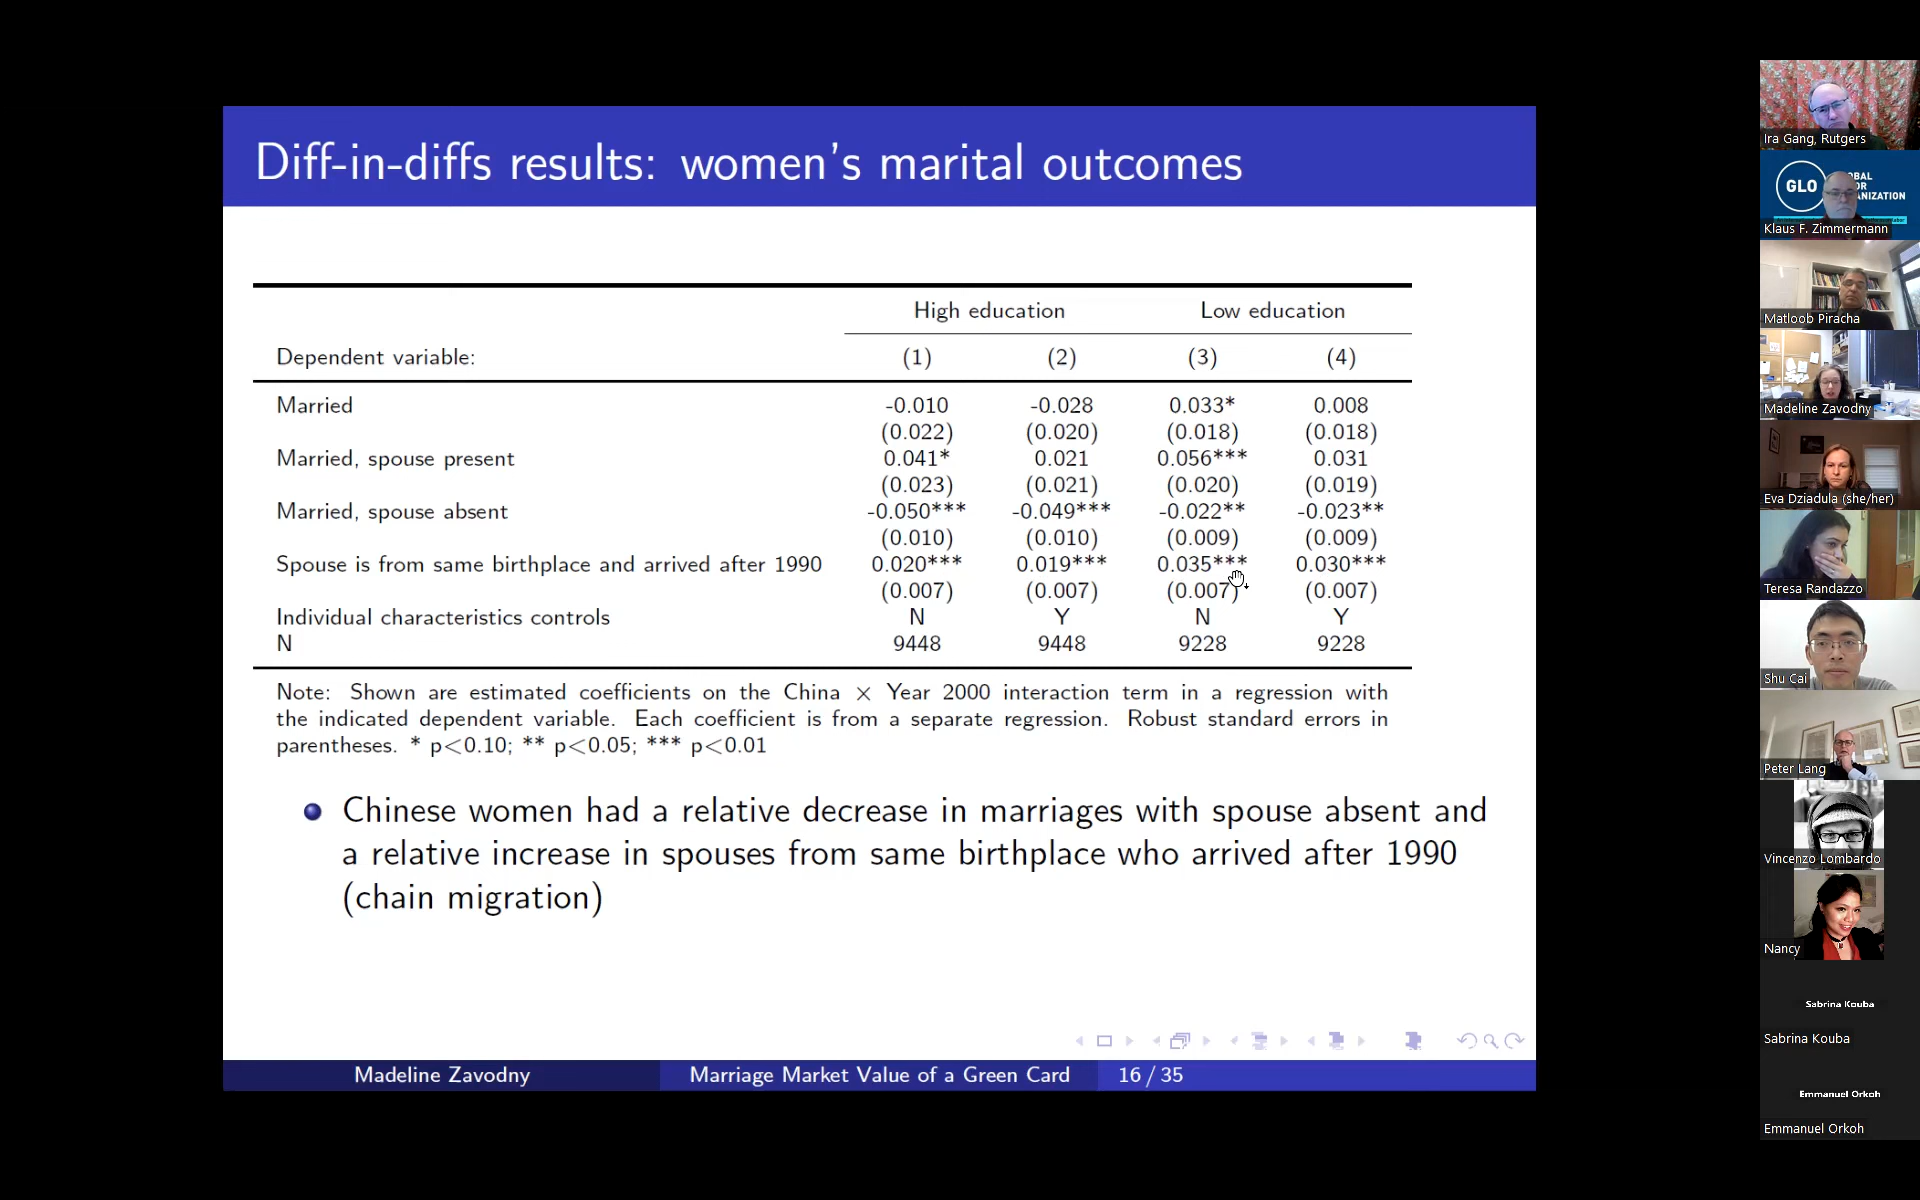 Diff-in-diffs results: women's marital outcomes
High education Low education
Dependent variable: (1) (2) (3) (4)
Married -0.010 -0.028 0.033* 0.008
(0.022) (0.020) (0.018) (0.018)
Married, spouse present 0.041* 0.021 0.056*** 0.031
(0.023) (0.021) (0.020) (0.019)
Married, spouse absent -0.050*** -0.049*** -0.022** -0.023**
(0.010) (0.010) (0.009) (0.009)
Spouse is from same birthplace and arrived after 1990 0.020*** 0.019*** 0.035*** 0.030***
(0.007) (0.007) (0.007) (0.007)
Individual characteristics controls N Y N Y
N 9448 9448 9228 9228
Note: Shown are estimated coefficients on the China × Year 2000 interaction term in a regression with
the indicated dependent variable. Each coefficient is from a separate regression. Robust standard errors in
parentheses. * p<0.10; ** p<0.05; *** p<0.01
Chinese women had a relative decrease in marriages with spouse absent and
a relative increase in spouses from same birthplace who arrived after 1990
(chain migration)
Madeline Zavodny Marriage Market Value of a Green Card 16 / 35
Ira Gang, Rutgers
GLO
Klaus F. Zimmermann
Matloob Piracha
Madeline Zavodny
Eva Dziadula (she/her)
Teresa Randazzo
Shu Cai
Peter Lang
Vincenzo Lombardo
Nancy
Sabrina Kouba
Sabrina Kouba
Emmanuel Orkoh
Emmanuel Orkoh